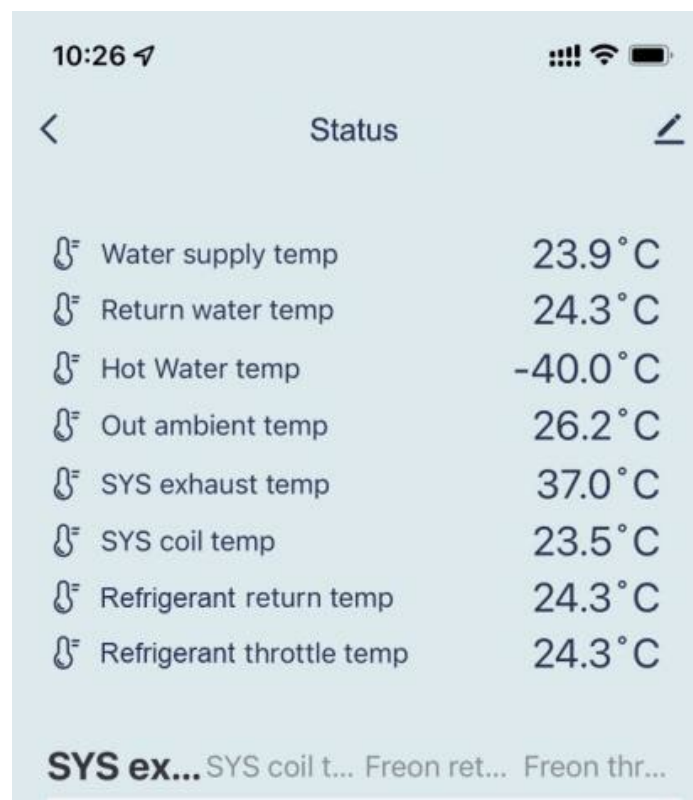 10:26
Status
Water supply temp 23.9°C
Return water temp 24.3°C
Hot Water temp -40.0°C
Out ambient temp 26.2°C
SYS exhaust temp 37.0°C
SYS coil temp 23.5°C
Refrigerant return temp 24.3°C
Refrigerant throttle temp 24.3°C
SYS ex... SYS coil t... Freon ret... Freon thr...